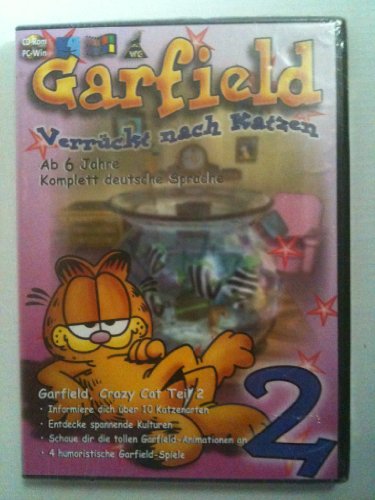 CD-Rom
PC-Win
Garfield
Verrückt nach Katzen
Ab 6 Jahre
Komplett deutsche Sprache
Garfield, Crazy Cat Teil 2
· Informiere dich über 10 Katzenarten
· Entdecke spannende Kulturen
· Schaue dir die tollen Garfield-Animationen an
· 4 humoristische Garfield-Spiele
2